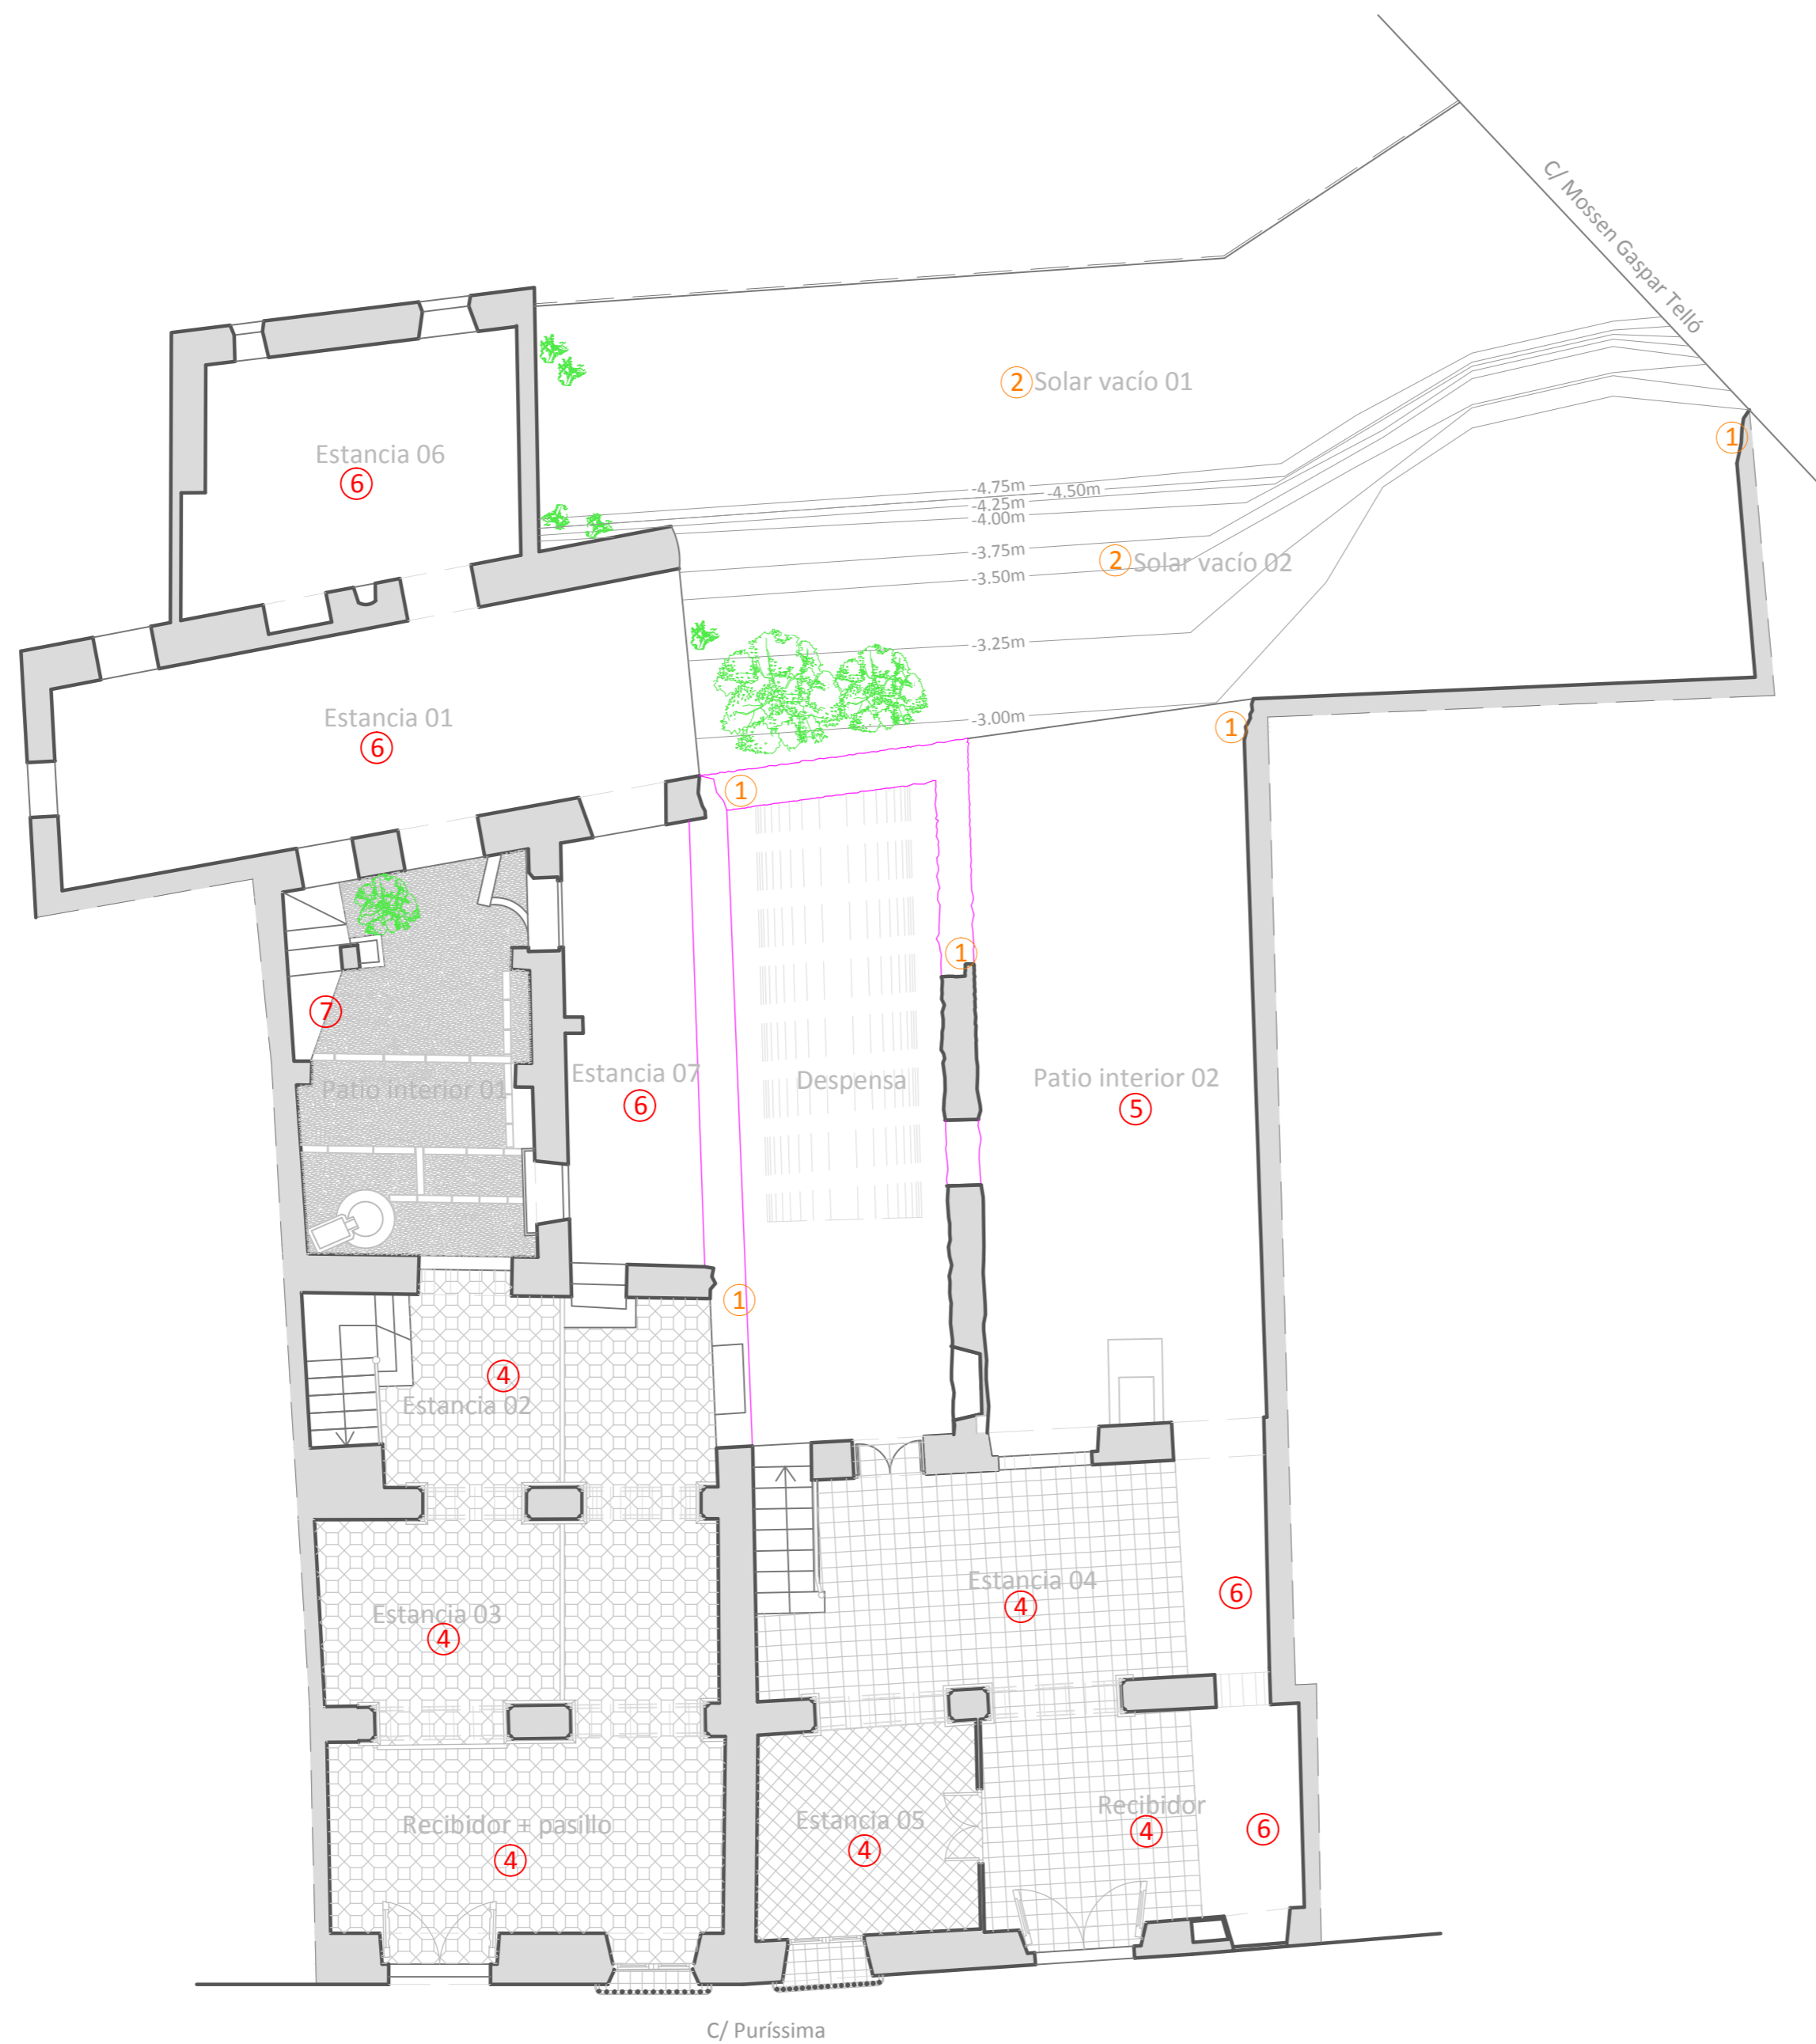 C/ Mossen Gaspar Telló
② Solar vacío 01
①
Estancia 06
⑥
-4.75m
-4.50m
-4.25m
-4.00m
-3.75m
② Solar vacío 02
-3.50m
-3.25m
Estancia 01
⑥
-3.00m
①
①
①
⑦
Estancia 07
⑥
Despensa
Patio interior 02
⑤
Patio interior 01
①
④
Estancia 02
Estancia 04
④
⑥
Estancia 03
④
Recibidor + pasillo
④
Estancia 05
④
Recibidor
④
⑥
C/ Puríssima